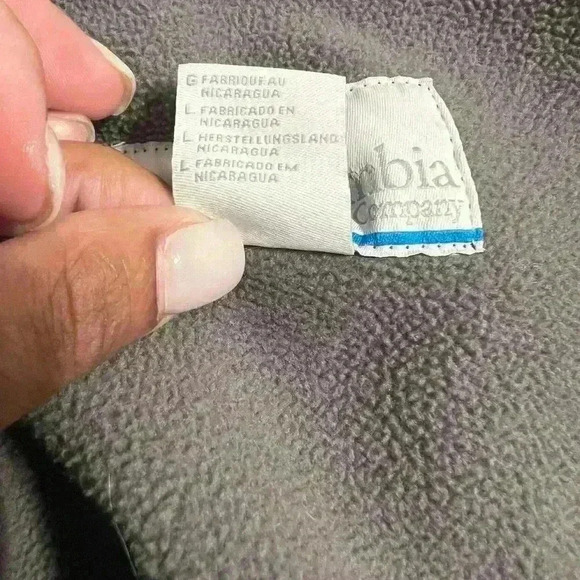 G FABRIQUE AU
NICARAGUA
L FABRICADO EN
NICARAGUA
L HERSTELLUNGSLAND
NICARAGUA
L FABRICADO EM
NICARAGUA
mbia
Company